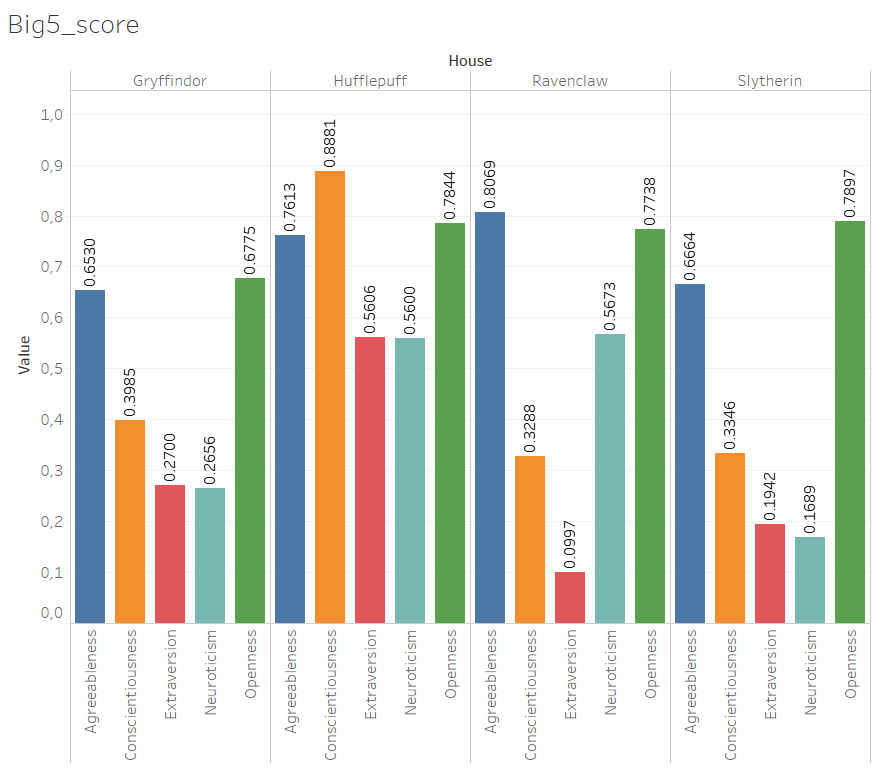 Big5_score
House
Gryffindor Hufflepuff Ravenclaw Slytherin
Value
1,0
0,9
0,8
0,7
0,6
0,5
0,4
0,3
0,2
0,1
0,0
0.6530 0.3985 0.2700 0.2656 0.6775
0.7613 0.8881 0.5606 0.5600 0.7844
0.8069 0.3288 0.0997 0.5673 0.7738
0.6664 0.3346 0.1942 0.1689 0.7897
Agreeableness Conscientiousness Extraversion Neuroticism Openness
Agreeableness Conscientiousness Extraversion Neuroticism Openness
Agreeableness Conscientiousness Extraversion Neuroticism Openness
Agreeableness Conscientiousness Extraversion Neuroticism Openness